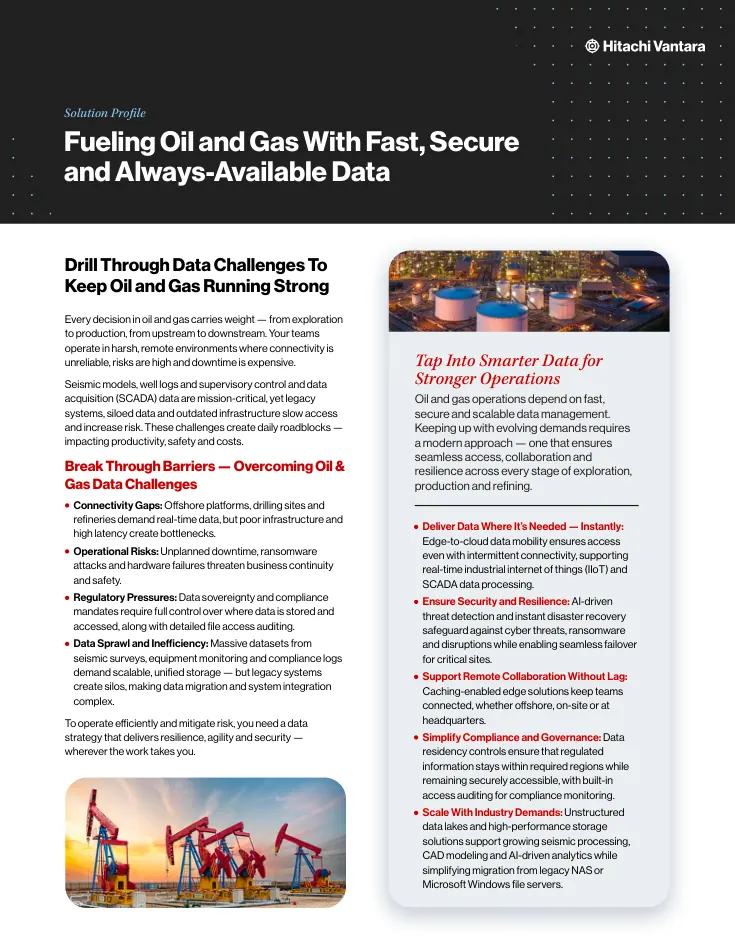 Hitachi Vantara
Solution Profile
Fueling Oil and Gas With Fast, Secure
and Always-Available Data
Drill Through Data Challenges To
Keep Oil and Gas Running Strong
Every decision in oil and gas carries weight — from exploration
to production, from upstream to downstream. Your teams
operate in harsh, remote environments where connectivity is
unreliable, risks are high and downtime is expensive.
Seismic models, well logs and supervisory control and data
acquisition (SCADA) data are mission-critical, yet legacy
systems, siloed data and outdated infrastructure slow access
and increase risk. These challenges create daily roadblocks —
impacting productivity, safety and costs.
Break Through Barriers — Overcoming Oil &
Gas Data Challenges
• Connectivity Gaps: Offshore platforms, drilling sites and
refineries demand real-time data, but poor infrastructure and
high latency create bottlenecks.
• Operational Risks: Unplanned downtime, ransomware
attacks and hardware failures threaten business continuity
and safety.
• Regulatory Pressures: Data sovereignty and compliance
mandates require full control over where data is stored and
accessed, along with detailed file access auditing.
• Data Sprawl and Inefficiency: Massive datasets from
seismic surveys, equipment monitoring and compliance logs
demand scalable, unified storage — but legacy systems
create silos, making data migration and system integration
complex.
To operate efficiently and mitigate risk, you need a data
strategy that delivers resilience, agility and security —
wherever the work takes you.
Tap Into Smarter Data for
Stronger Operations
Oil and gas operations depend on fast,
secure and scalable data management.
Keeping up with evolving demands requires
a modern approach — one that ensures
seamless access, collaboration and
resilience across every stage of exploration,
production and refining.
• Deliver Data Where It's Needed — Instantly:
Edge-to-cloud data mobility ensures access
even with intermittent connectivity, supporting
real-time industrial internet of things (IIoT) and
SCADA data processing.
• Ensure Security and Resilience: AI-driven
threat detection and instant disaster recovery
safeguard against cyber threats, ransomware
and disruptions while enabling seamless failover
for critical sites.
• Support Remote Collaboration Without Lag:
Caching-enabled edge solutions keep teams
connected, whether offshore, on-site or at
headquarters.
• Simplify Compliance and Governance: Data
residency controls ensure that regulated
information stays within required regions while
remaining securely accessible, with built-in
access auditing for compliance monitoring.
• Scale With Industry Demands: Unstructured
data lakes and high-performance storage
solutions support growing seismic processing,
CAD modeling and AI-driven analytics while
simplifying migration from legacy NAS or
Microsoft Windows file servers.